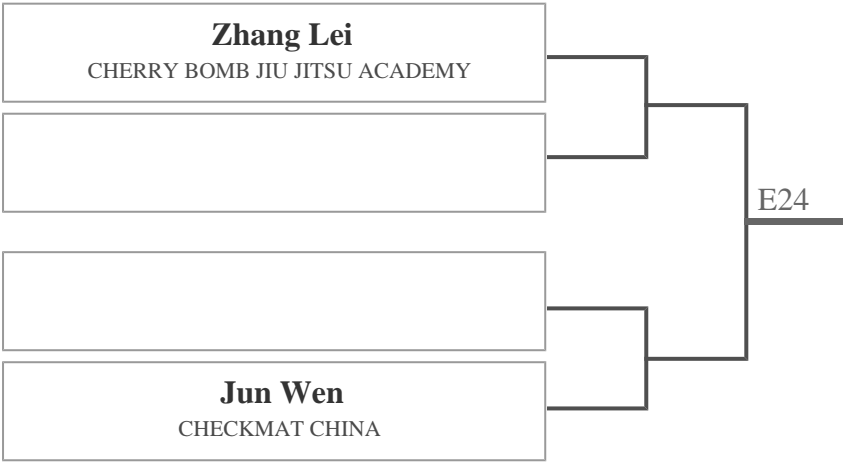 Zhang Lei
CHERRY BOMB JIU JITSU ACADEMY
E24
Jun Wen
CHECKMAT CHINA